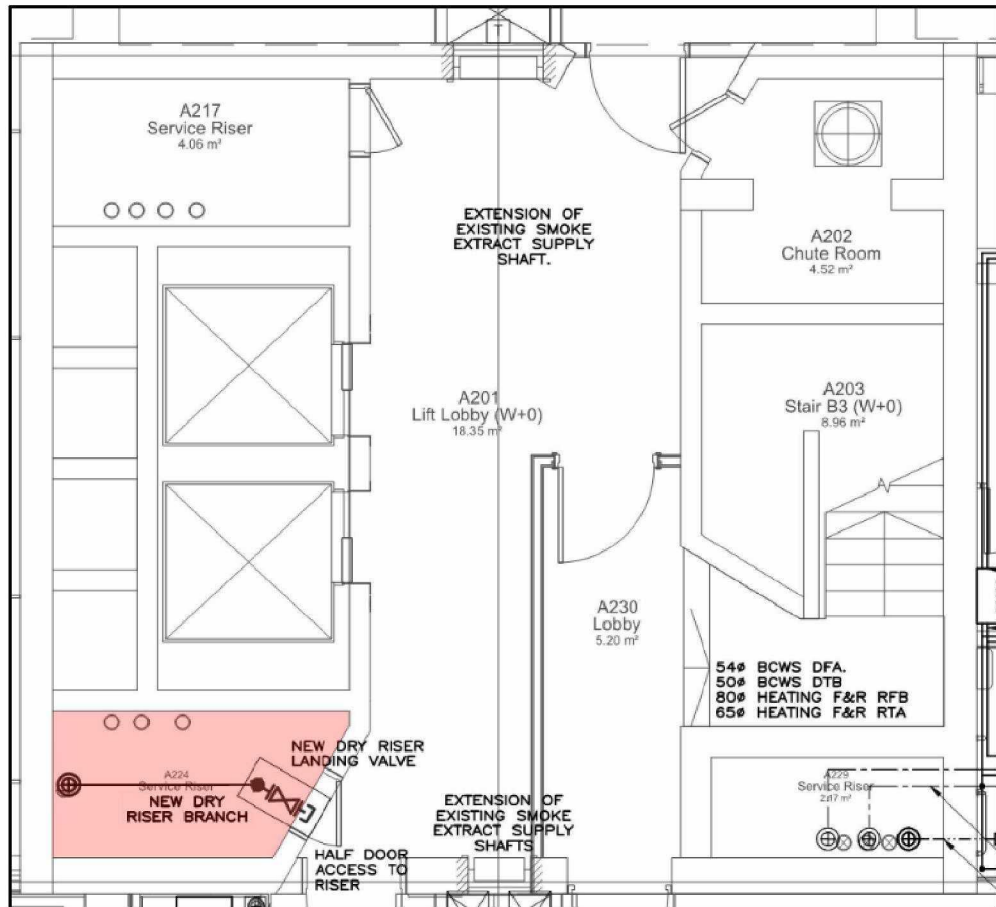 T
A217
Service Riser
4.06 m²
EXTENSION OF
EXISTING SMOKE
EXTRACT SUPPLY
SHAFT.
A202
Chute Room
4.52 m²
A201
Lift Lobby (W+0)
18.35 m²
A203
Stair B3 (W+0)
8.96 m²
A230
Lobby
5.20 m²
54ø BCWS DFA.
50ø BCWS DTB
80ø HEATING F&R RFB
65ø HEATING F&R RTA
NEW DRY RISER
LANDING VALVE
A224
Service Riser
NEW DRY
RISER BRANCH
EXTENSION OF
EXISTING SMOKE
EXTRACT SUPPLY
SHAFTS
A229
Service Riser
2.17 m²
HALF DOOR
ACCESS TO
RISER